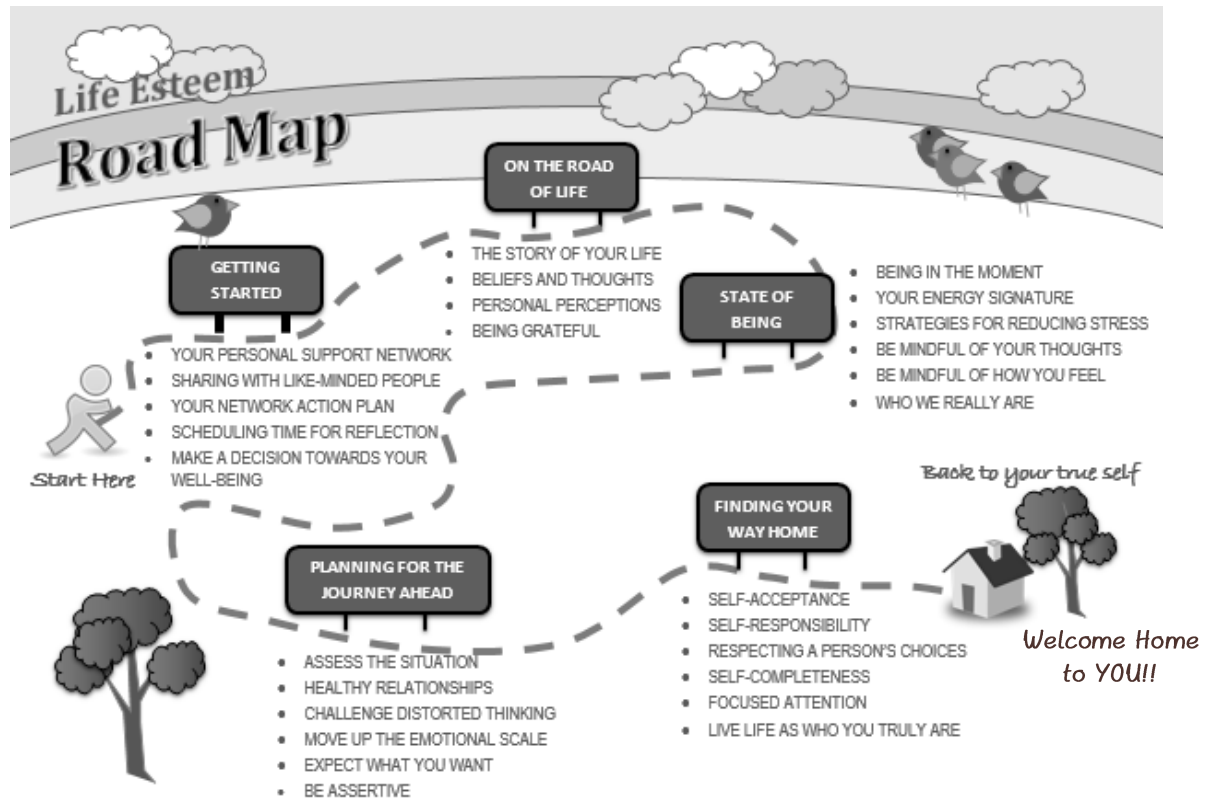 Life Esteem
Road Map
GETTING
STARTED
• YOUR PERSONAL SUPPORT NETWORK
• SHARING WITH LIKE-MINDED PEOPLE
• YOUR NETWORK ACTION PLAN
• SCHEDULING TIME FOR REFLECTION
• MAKE A DECISION TOWARDS YOUR
WELL-BEING
Start Here
ON THE ROAD
OF LIFE
• THE STORY OF YOUR LIFE
• BELIEFS AND THOUGHTS
• PERSONAL PERCEPTIONS
• BEING GRATEFUL
STATE OF
BEING
• BEING IN THE MOMENT
• YOUR ENERGY SIGNATURE
• STRATEGIES FOR REDUCING STRESS
• BE MINDFUL OF YOUR THOUGHTS
• BE MINDFUL OF HOW YOU FEEL
• WHO WE REALLY ARE
PLANNING FOR THE
JOURNEY AHEAD
• ASSESS THE SITUATION
• HEALTHY RELATIONSHIPS
• CHALLENGE DISTORTED THINKING
• MOVE UP THE EMOTIONAL SCALE
• EXPECT WHAT YOU WANT
• BE ASSERTIVE
FINDING YOUR
WAY HOME
• SELF-ACCEPTANCE
• SELF-RESPONSIBILITY
• RESPECTING A PERSON'S CHOICES
• SELF-COMPLETENESS
• FOCUSED ATTENTION
• LIVE LIFE AS WHO YOU TRULY ARE
Back to your true self
Welcome Home
to YOU!!